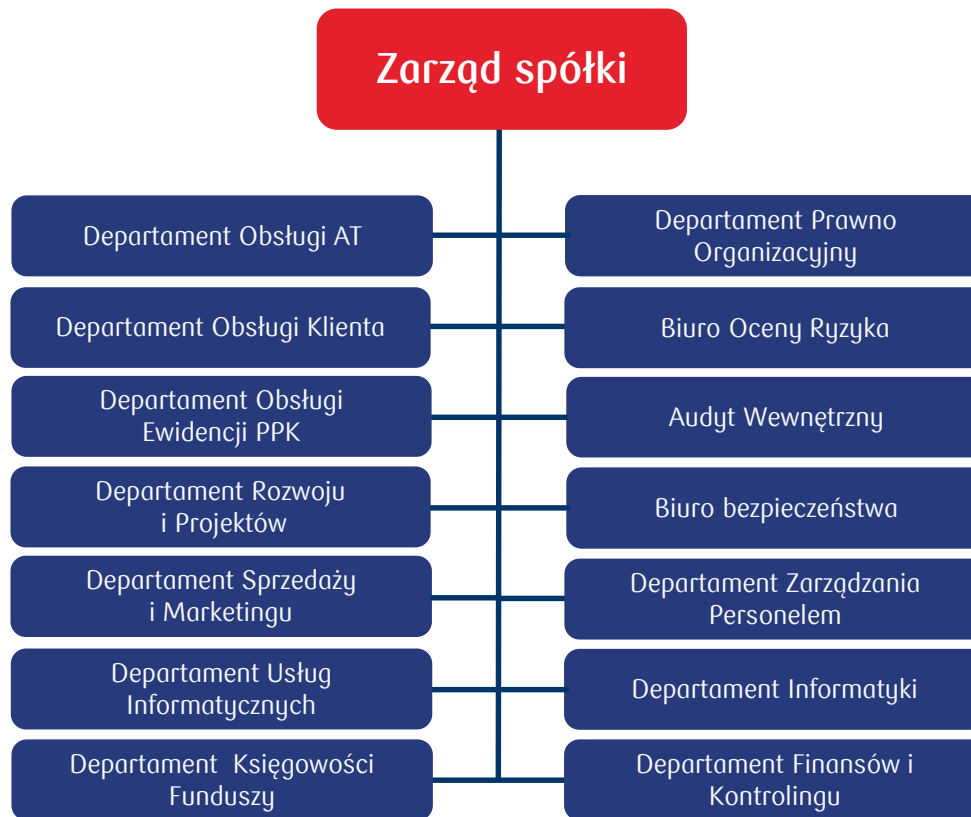 Zarząd spółki
Departament Obsługi AT
Departament Prawno
Organizacyjny
Departament Obsługi Klienta
Biuro Oceny Ryzyka
Departament Obsługi
Ewidencji PPK
Audyt Wewnętrzny
Departament Rozwoju
i Projektów
Biuro bezpieczeństwa
Departament Sprzedaży
i Marketingu
Departament Zarządzania
Personelem
Departament Usług
Informatycznych
Departament Informatyki
Departament  Księgowości
Funduszy
Departament Finansów i
Kontrolingu